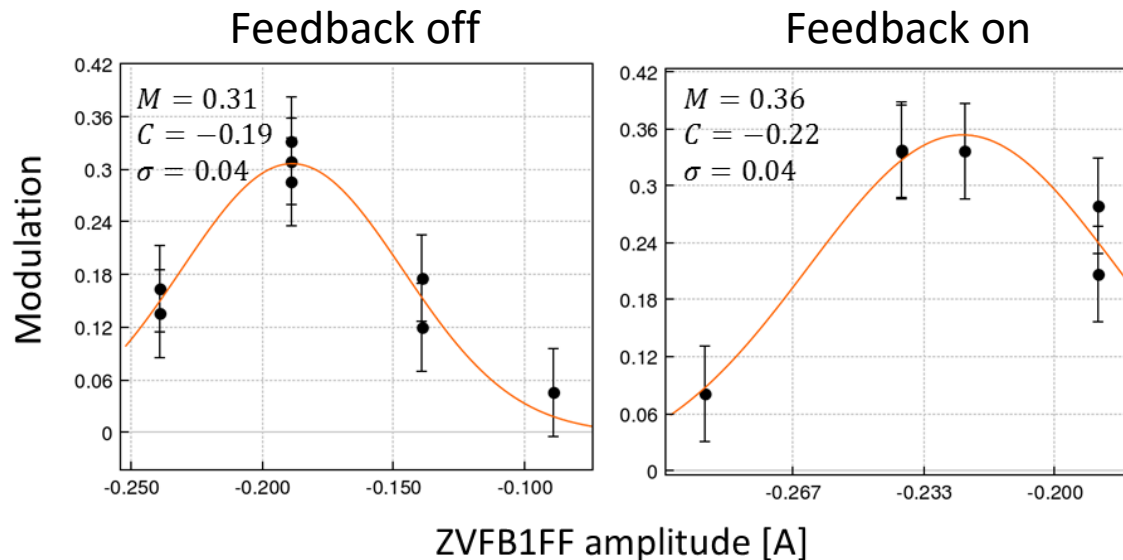 Feedback off
Feedback on
0.42
0.36
0.3
0.24
0.18
0.12
0.06
0
M = 0.31
C = −0.19
σ = 0.04
-0.250
-0.200
-0.150
-0.100
0.42
0.36
0.3
0.24
0.18
0.12
0.06
0
M = 0.36
C = −0.22
σ = 0.04
-0.267
-0.233
-0.200
Modulation
ZVFB1FF amplitude [A]